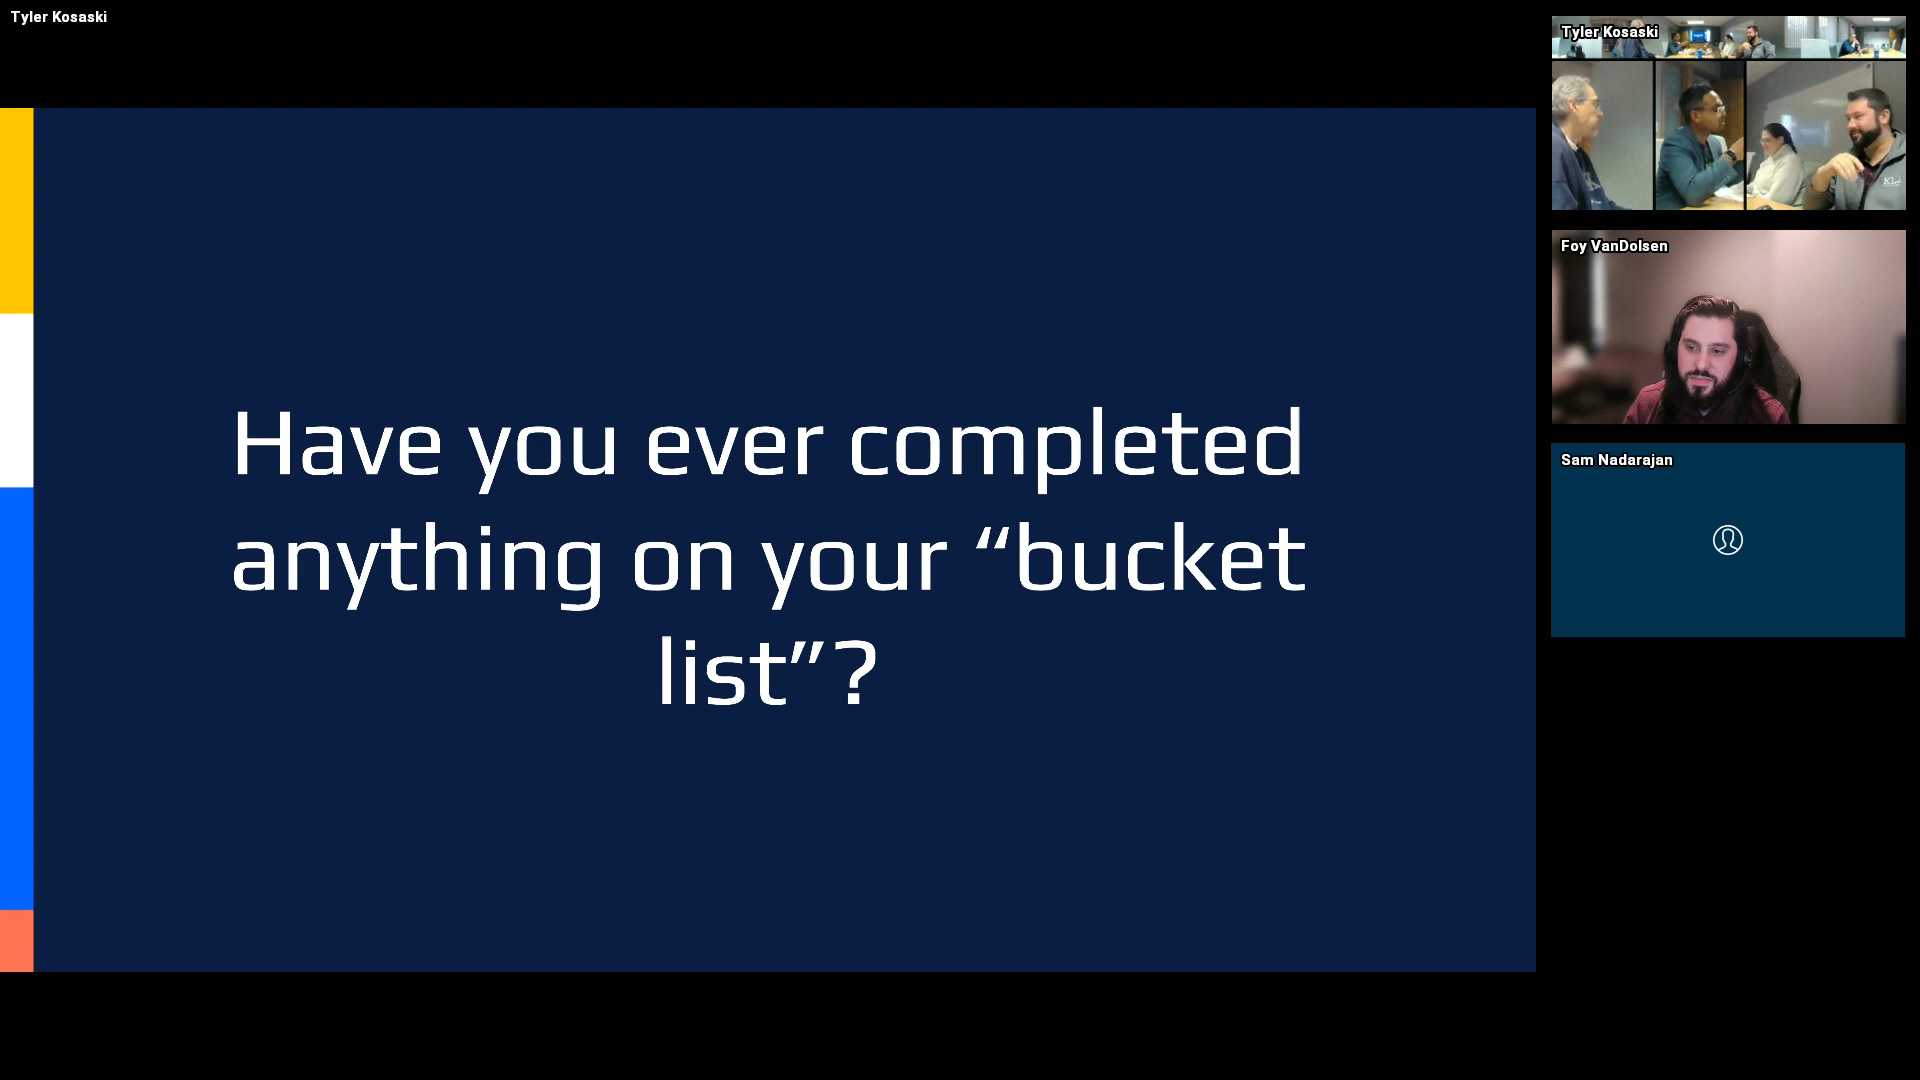 Tyler Kosaski
Have you ever completed
anything on your “bucket
list”?
Tyler Kosaski
Foy VanDolsen
Sam Nadarajan